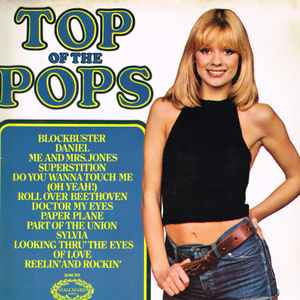 TOP
OF THE
POPS
BLOCKBUSTER
DANIEL
ME AND MRS. JONES
SUPERSTITION
DO YOU WANNA TOUCH ME
(OH YEAH!)
ROLL OVER BEETHOVEN
DOCTOR MY EYES
PAPER PLANE
PART OF THE UNION
SYLVIA
LOOKING THRU' THE EYES
OF LOVE
REELIN' AND ROCKIN'
HALLMARK